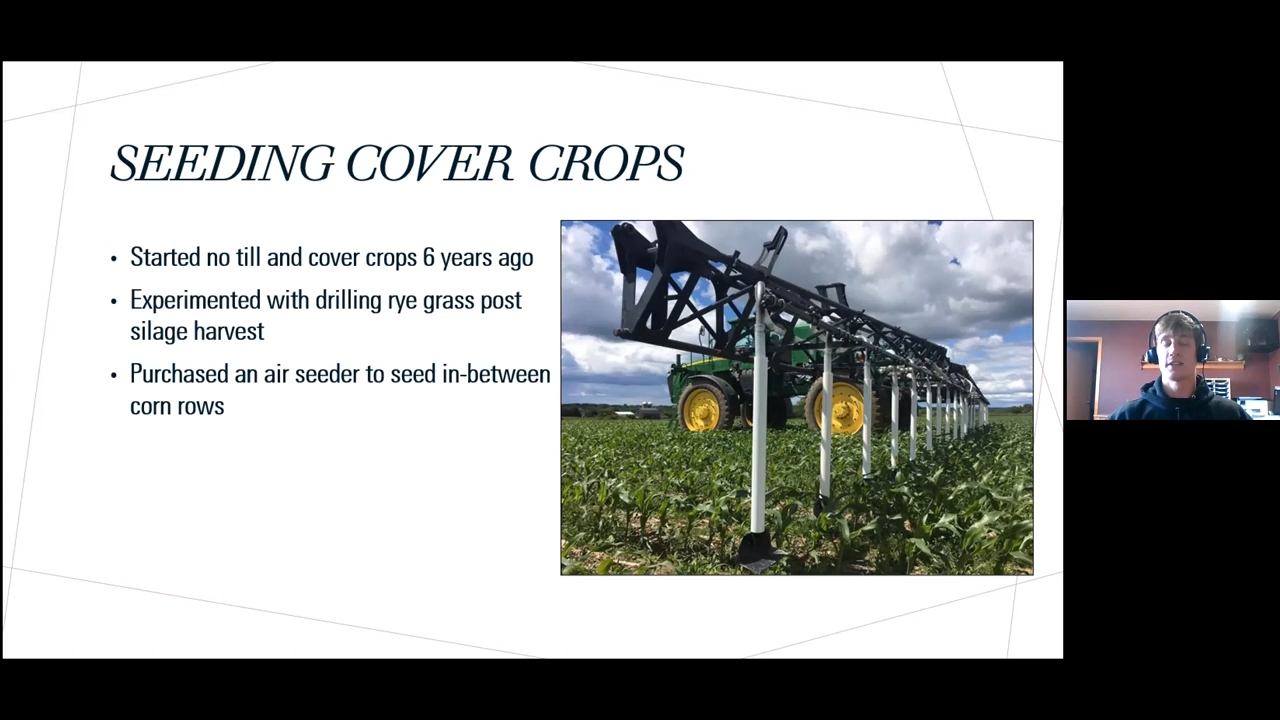 SEEDING COVER CROPS
• Started no till and cover crops 6 years ago
• Experimented with drilling rye grass post
silage harvest
• Purchased an air seeder to seed in-between
corn rows